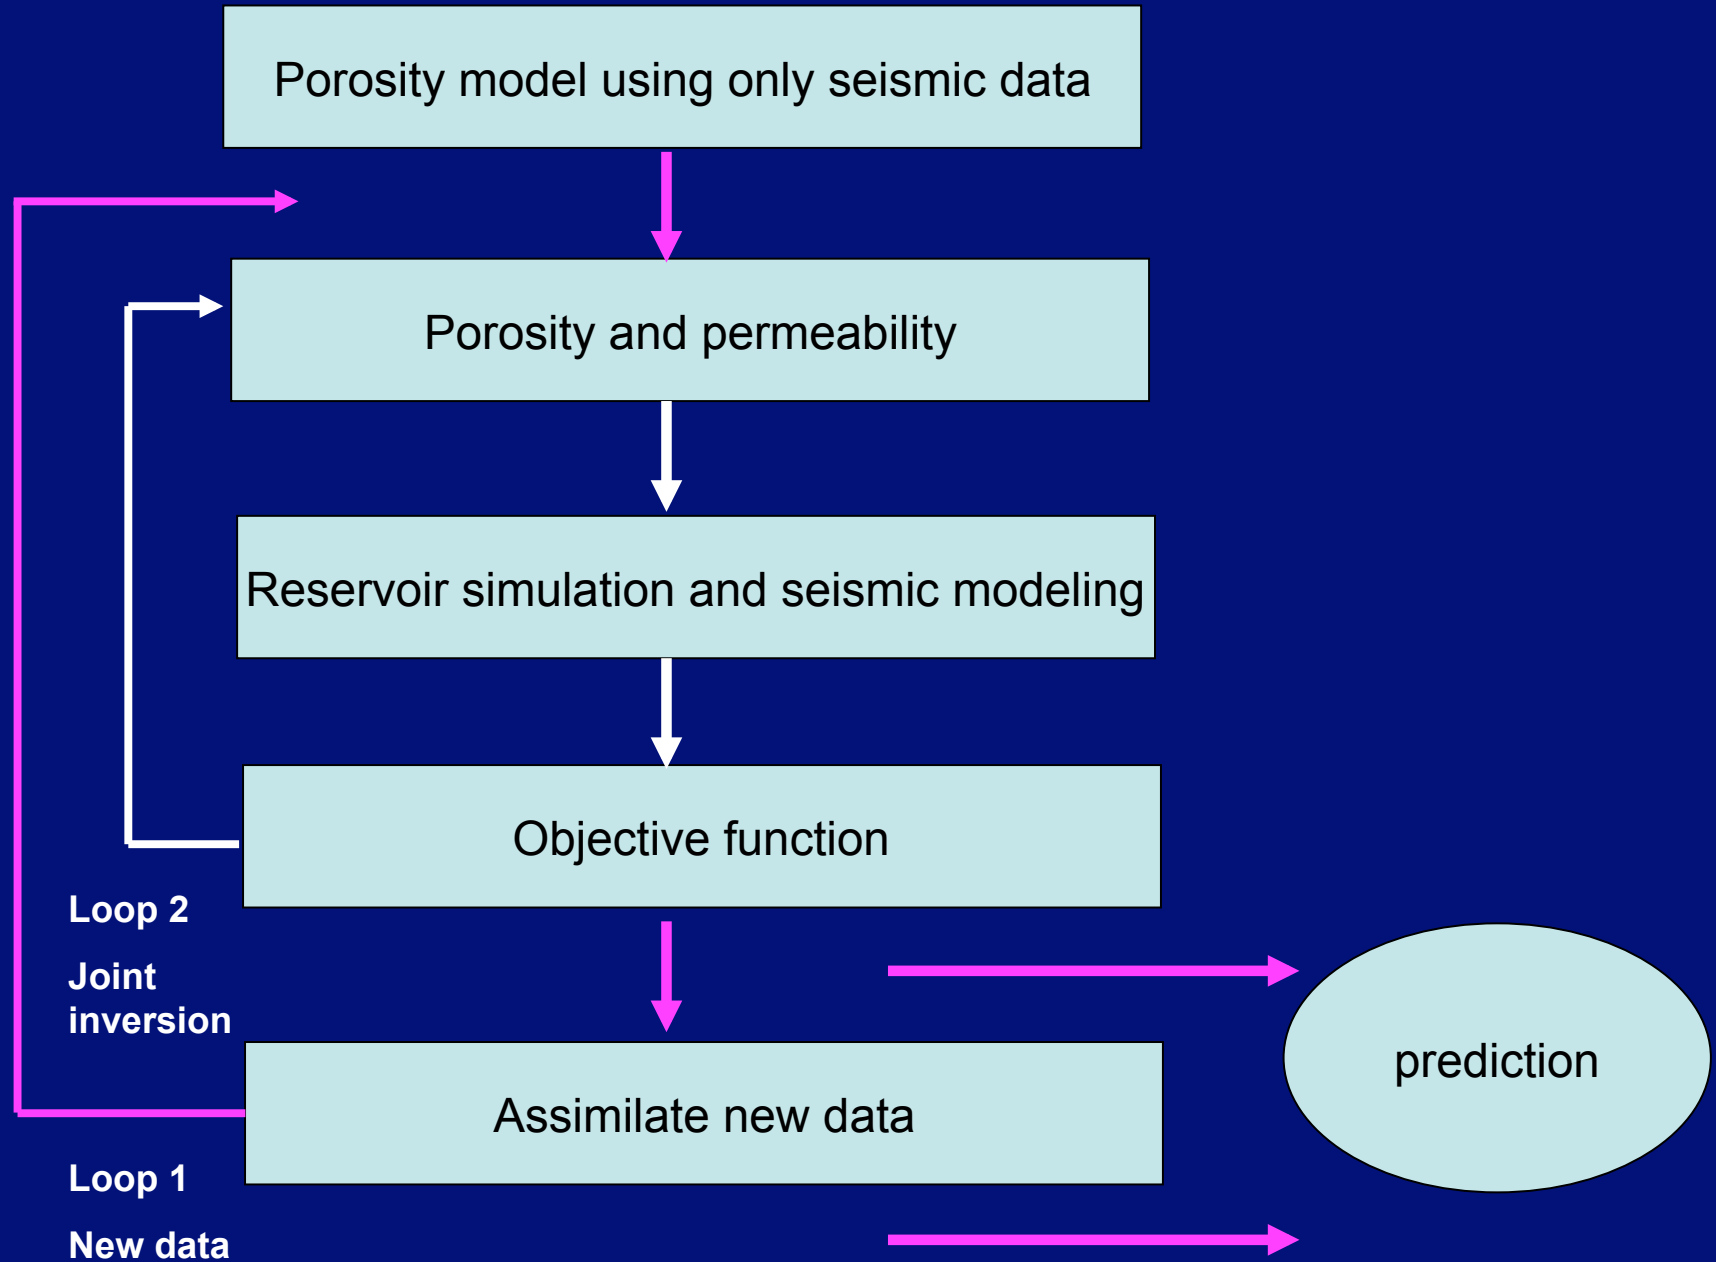 Porosity model using only seismic data
Porosity and permeability
Reservoir simulation and seismic modeling
Objective function
Loop 2
Joint
inversion
prediction
Assimilate new data
Loop 1
New data